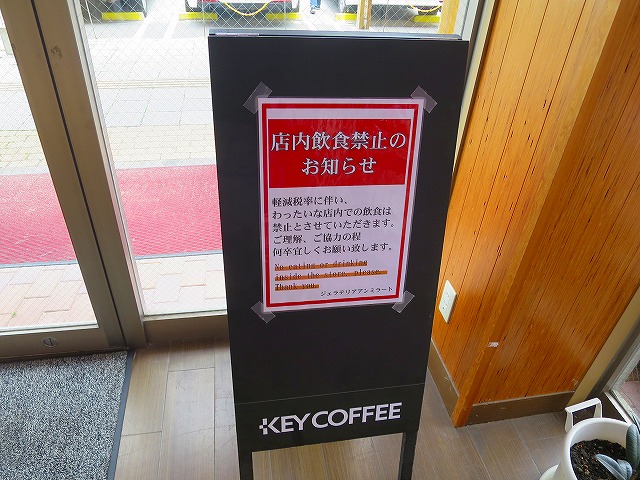 店内飲食禁止の
お知らせ
軽減税率に伴い、
わったいな店内での飲食は
禁止とさせていただきます。
ご理解、ご協力の程
何卒宜しくお願い致します。
No eating or drinking
inside the store, please.
Thank you.
ジェラテリアアンミラート
KEY COFFEE